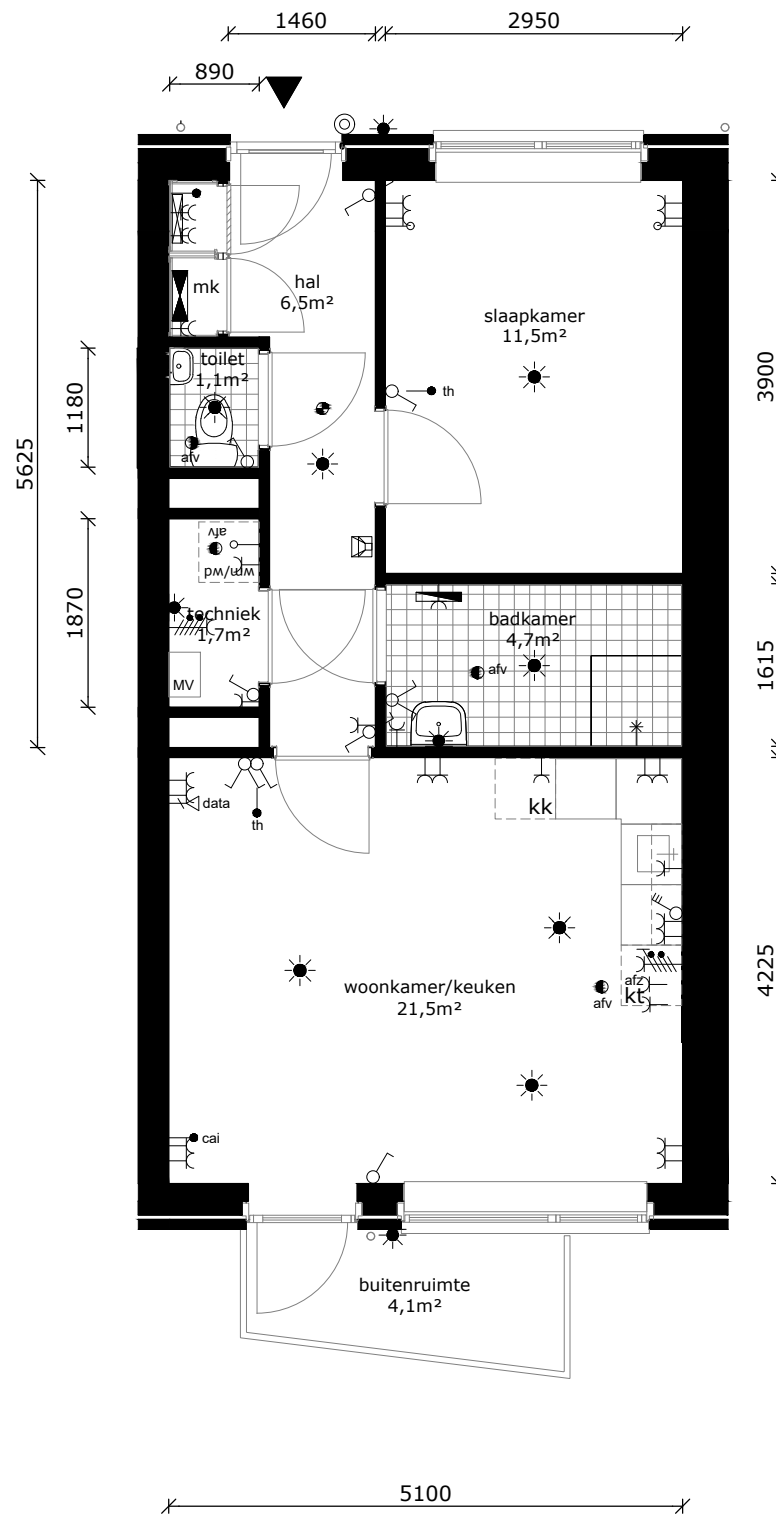 1460
2950
890
hal
6,5m²
mk
slaapkamer
11,5m²
toilet
1,1m²
th
3900
1180
5625
afv
afv
wm/wd
techniek
1,7m²
1870
badkamer
4,7m²
afv
1615
MV
data
th
kk
woonkamer/keuken
21,5m²
afz
kt
afv
4225
cai
buitenruimte
4,1m²
5100